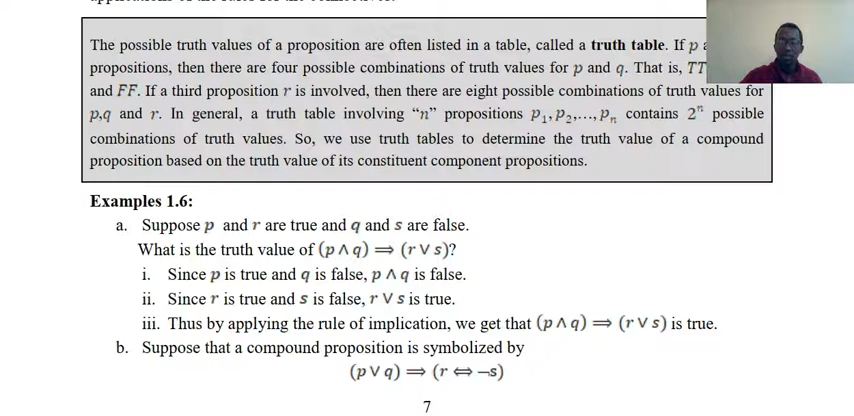 The possible truth values of a proposition are often listed in a table, called a truth table. If p
propositions, then there are four possible combinations of truth values for p and q. That is, TT
and FF. If a third proposition r is involved, then there are eight possible combinations of truth values for
p,q and r. In general, a truth table involving “n” propositions p₁, p₂,…, pₙ contains 2ⁿ possible
combinations of truth values. So, we use truth tables to determine the truth value of a compound
proposition based on the truth value of its constituent component propositions.
Examples 1.6:
a. Suppose p and r are true and q and s are false.
What is the truth value of (p ∧ q) ⟹ (r ∨ s)?
i. Since p is true and q is false, p ∧ q is false.
ii. Since r is true and s is false, r ∨ s is true.
iii. Thus by applying the rule of implication, we get that (p ∧ q) ⟹ (r ∨ s) is true.
b. Suppose that a compound proposition is symbolized by
(p ∨ q) ⟹ (r ⟺ ¬s)
7